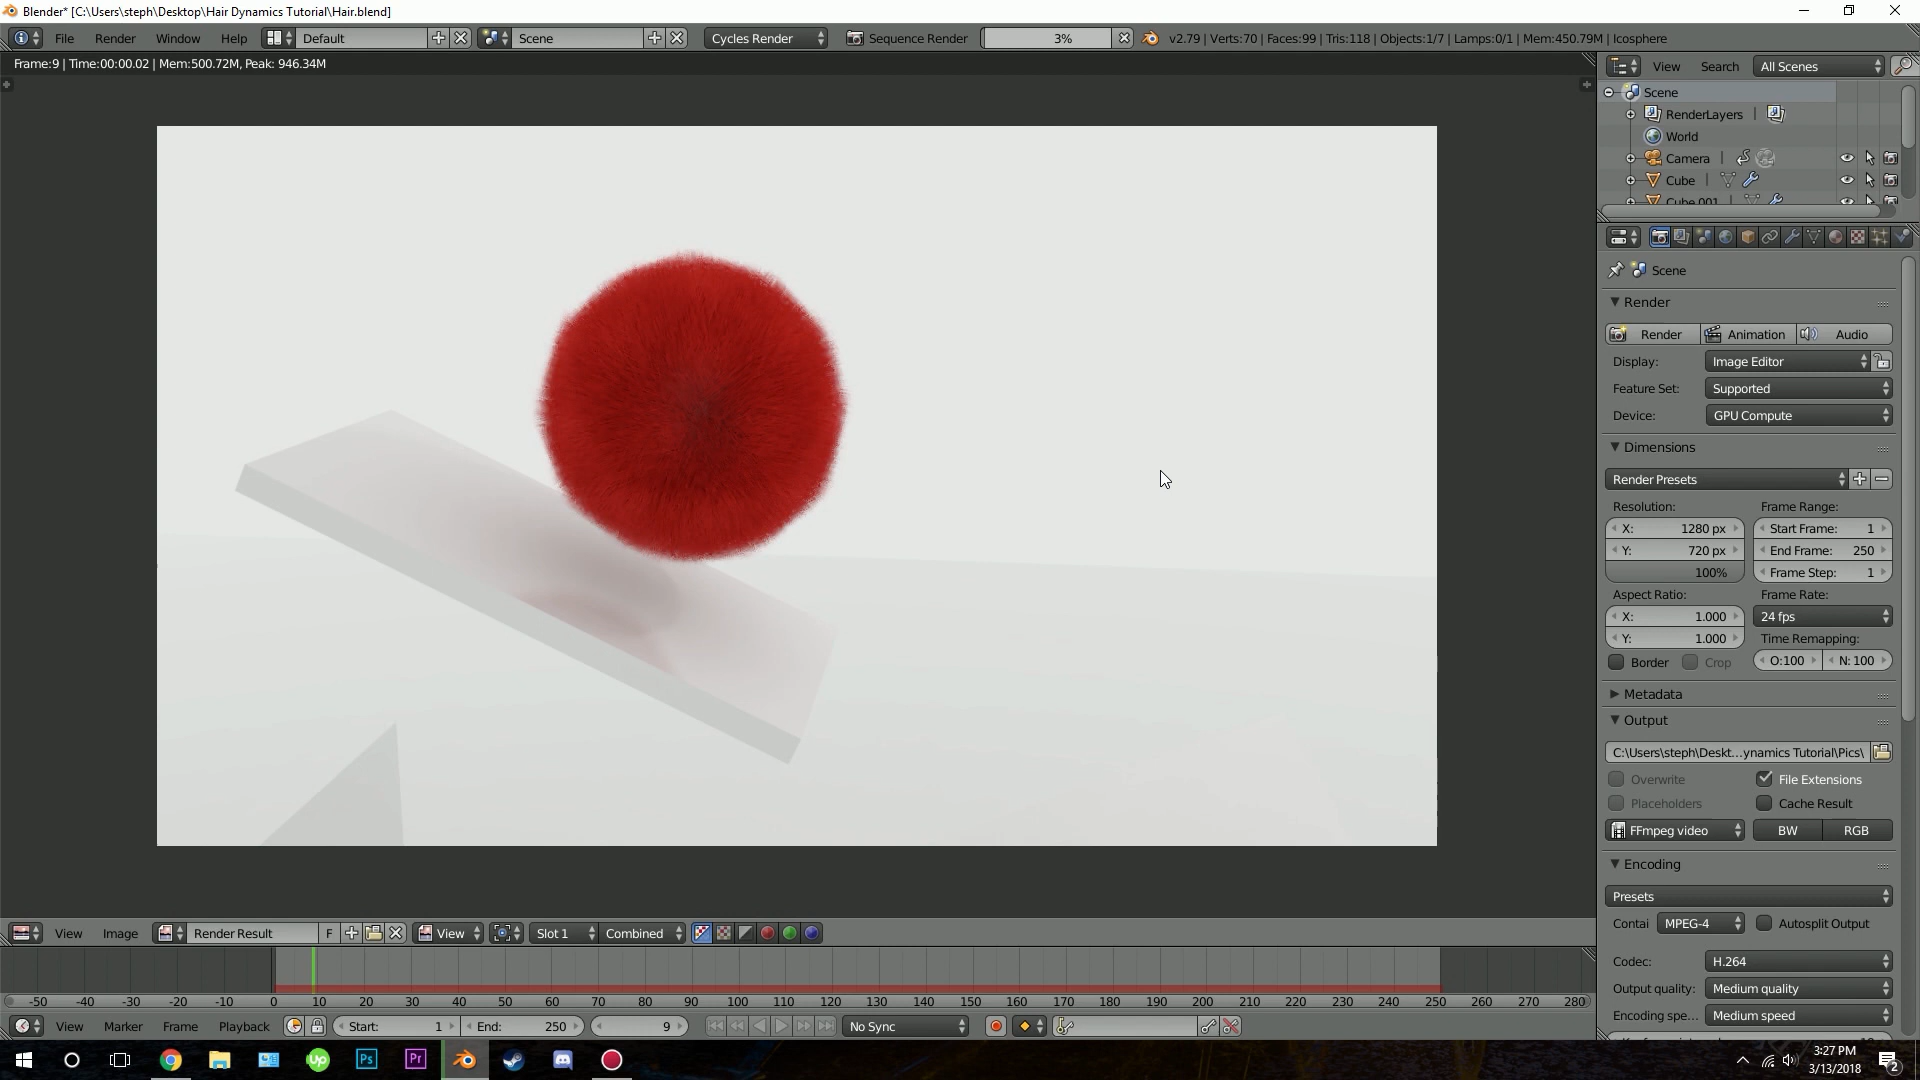 Blender* [C:\Users\steph\Desktop\Hair Dynamics Tutorial\Hair.blend]
File Render Window Help Default Scene Cycles Render Sequence Render 3% v2.79 | Verts:70 | Faces:99 | Tris:118 | Objects:1/7 | Lamps:0/1 | Mem:450.79M | Icosphere
Frame:9 | Time:00:00.02 | Mem:500.72M, Peak: 946.34M
View Search All Scenes
Scene
RenderLayers
World
Camera
Cube
Cube.001
Scene
Render
Render Animation Audio
Display: Image Editor
Feature Set: Supported
Device: GPU Compute
Dimensions
Render Presets
Resolution: Frame Range:
X: 1280 px Start Frame: 1
Y: 720 px End Frame: 250
100% Frame Step: 1
Aspect Ratio: Frame Rate:
X: 1.000 24 fps
Y: 1.000 Time Remapping:
Border Crop O:100 N: 100
Metadata
Output
C:\Users\steph\Deskt...ynamics Tutorial\Pics\
Overwrite File Extensions
Placeholders Cache Result
FFmpeg video BW RGB
Encoding
Presets
Contai MPEG-4 Autosplit Output
Codec: H.264
Output quality: Medium quality
Encoding spe... Medium speed
View Image Render Result F View Slot 1 Combined
-50 -40 -30 -20 -10 0 10 20 30 40 50 60 70 80 90 100 110 120 130 140 150 160 170 180 190 200 210 220 230 240 250 260 270 280
View Marker Frame Playback Start: 1 End: 250 9 No Sync
up Ps Pr
3:27 PM
3/13/2018
2